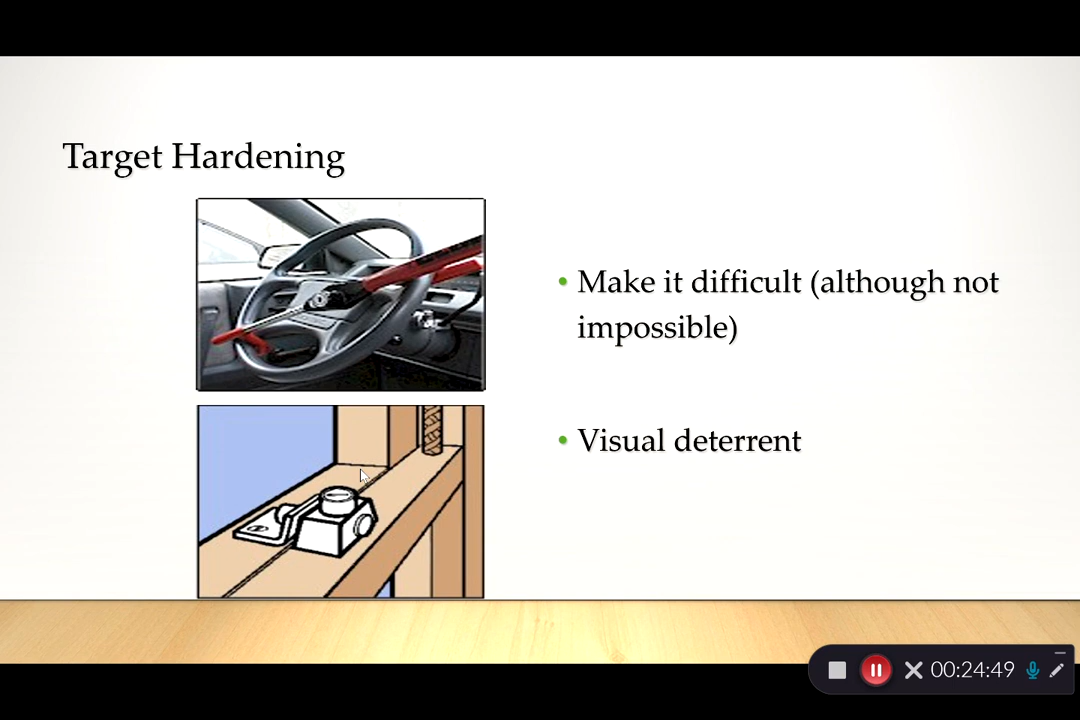 Target Hardening
• Make it difficult (although not
impossible)
• Visual deterrent
00:24:49